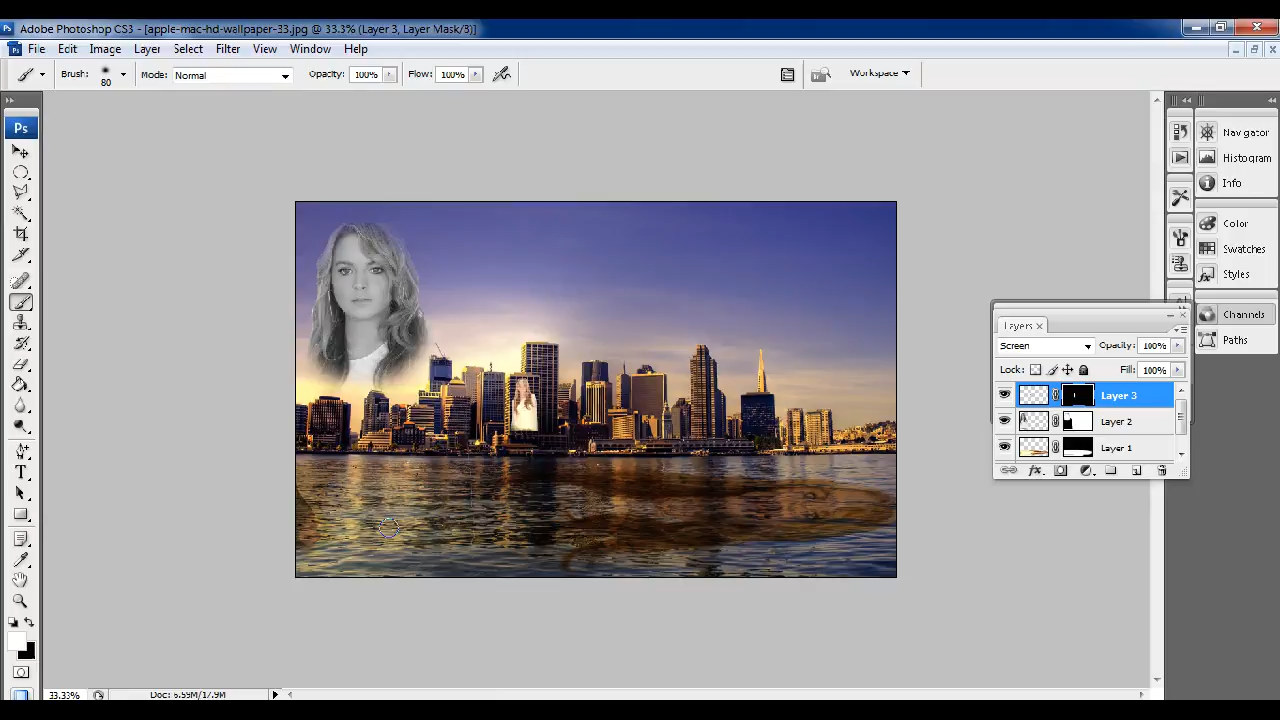 Adobe Photoshop CS3 - [apple-mac-hd-wallpaper-33.jpg @ 33.3% (Layer 3, Layer Mask/8)]
File Edit Image Layer Select Filter View Window Help
Brush: 80 Mode: Normal Opacity: 100% Flow: 100% Workspace
Ps
Navigator
Histogram
Info
Color
Swatches
Styles
Channels
Paths
Layers
Screen Opacity: 100%
Lock: Fill: 100%
Layer 3
Layer 2
Layer 1
T
33.33% Doc: 6.59M/17.9M